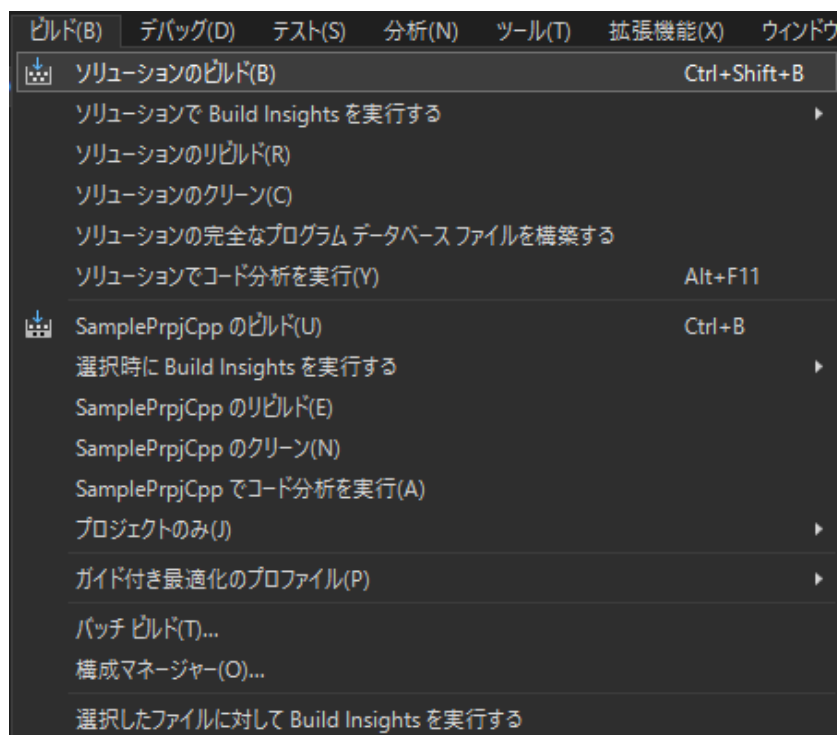 ビルド(B) デバッグ(D) テスト(S) 分析(N) ツール(T) 拡張機能(X) ウィンドウ
ソリューションのビルド(B) Ctrl+Shift+B
ソリューションで Build Insights を実行する
ソリューションのリビルド(R)
ソリューションのクリーン(C)
ソリューションの完全なプログラム データベース ファイルを構築する
ソリューションでコード分析を実行(Y) Alt+F11
SamplePrpjCpp のビルド(U) Ctrl+B
選択時に Build Insights を実行する
SamplePrpjCpp のリビルド(E)
SamplePrpjCpp のクリーン(N)
SamplePrpjCpp でコード分析を実行(A)
プロジェクトのみ(J)
ガイド付き最適化のプロファイル(P)
バッチ ビルド(T)...
構成マネージャー(O)...
選択したファイルに対して Build Insights を実行する